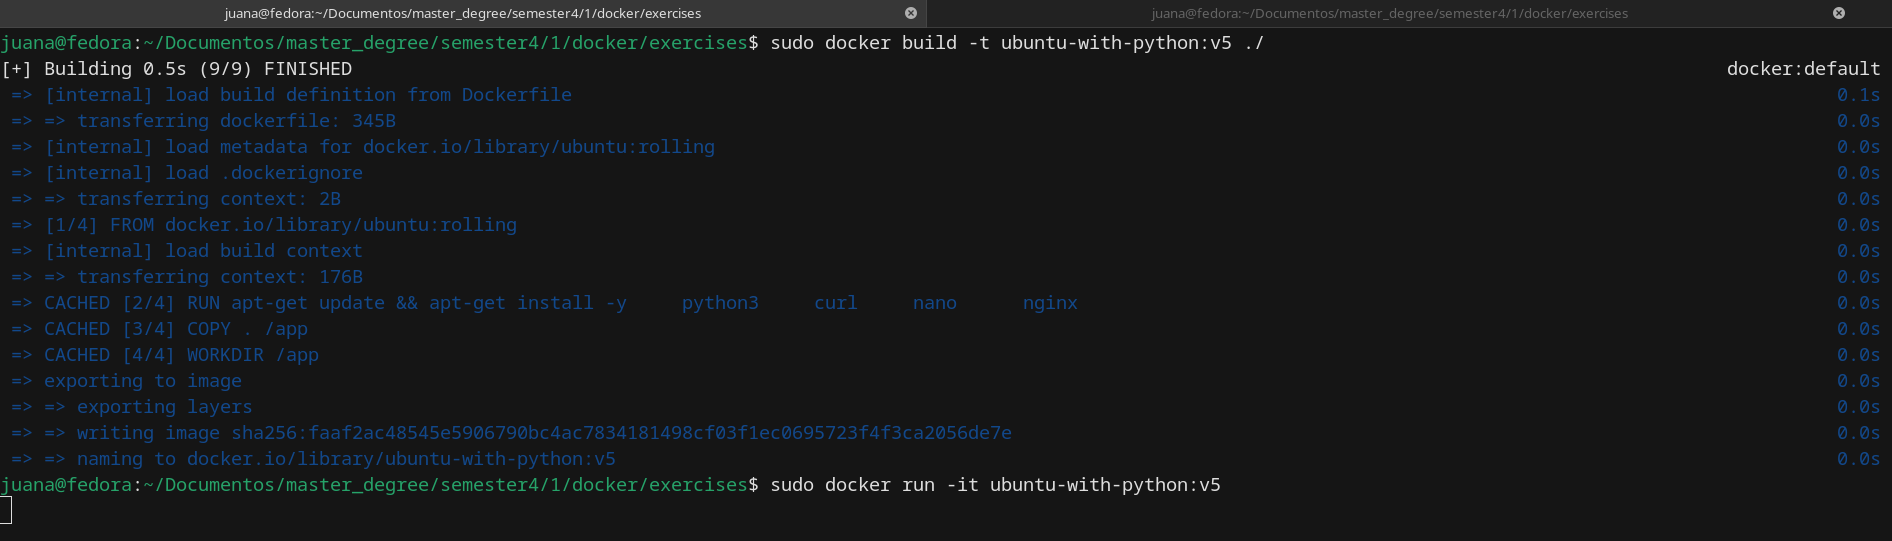 juana@fedora:~/Documentos/master_degree/semester4/1/docker/exercises
juana@fedora:~/Documentos/master_degree/semester4/1/docker/exercises
juana@fedora:~/Documentos/master_degree/semester4/1/docker/exercises$ sudo docker build -t ubuntu-with-python:v5 ./
[+] Building 0.5s (9/9) FINISHED docker:default
=> [internal] load build definition from Dockerfile 0.1s
=> => transferring dockerfile: 345B 0.0s
=> [internal] load metadata for docker.io/library/ubuntu:rolling 0.0s
=> [internal] load .dockerignore 0.0s
=> => transferring context: 2B 0.0s
=> [1/4] FROM docker.io/library/ubuntu:rolling 0.0s
=> [internal] load build context 0.0s
=> => transferring context: 176B 0.0s
=> CACHED [2/4] RUN apt-get update && apt-get install -y     python3     curl     nano      nginx 0.0s
=> CACHED [3/4] COPY . /app 0.0s
=> CACHED [4/4] WORKDIR /app 0.0s
=> exporting to image 0.0s
=> => exporting layers 0.0s
=> => writing image sha256:faaf2ac48545e5906790bc4ac7834181498cf03f1ec0695723f4f3ca2056de7e 0.0s
=> => naming to docker.io/library/ubuntu-with-python:v5 0.0s
juana@fedora:~/Documentos/master_degree/semester4/1/docker/exercises$ sudo docker run -it ubuntu-with-python:v5